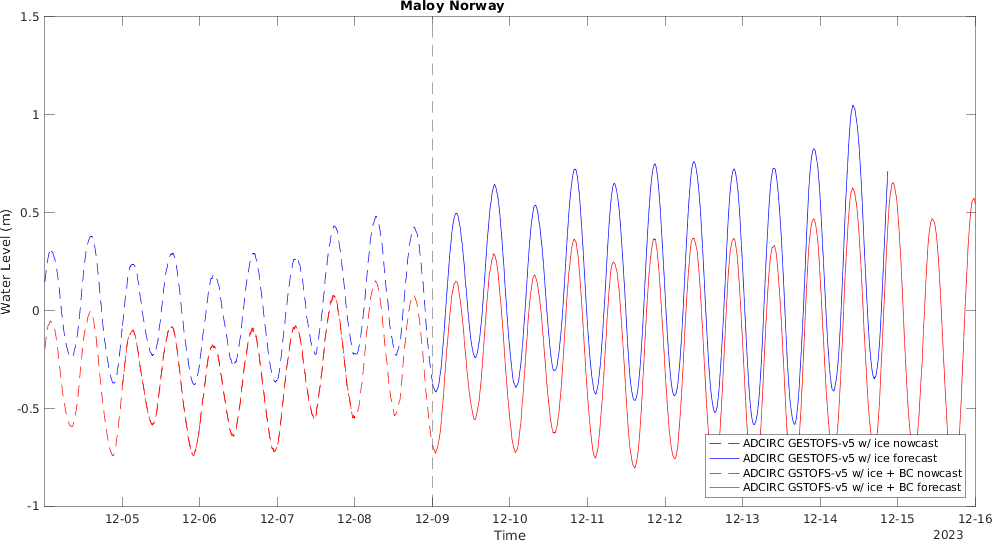 Maloy Norway
1.5
1
0.5
0
-0.5
-1
Water Level (m)
ADCIRC GESTOFS-v5 w/ ice nowcast
ADCIRC GESTOFS-v5 w/ ice forecast
ADCIRC GSTOFS-v5 w/ ice + BC nowcast
ADCIRC GSTOFS-v5 w/ ice + BC forecast
12-05 12-06 12-07 12-08 12-09 12-10 12-11 12-12 12-13 12-14 12-15 12-16
Time
2023